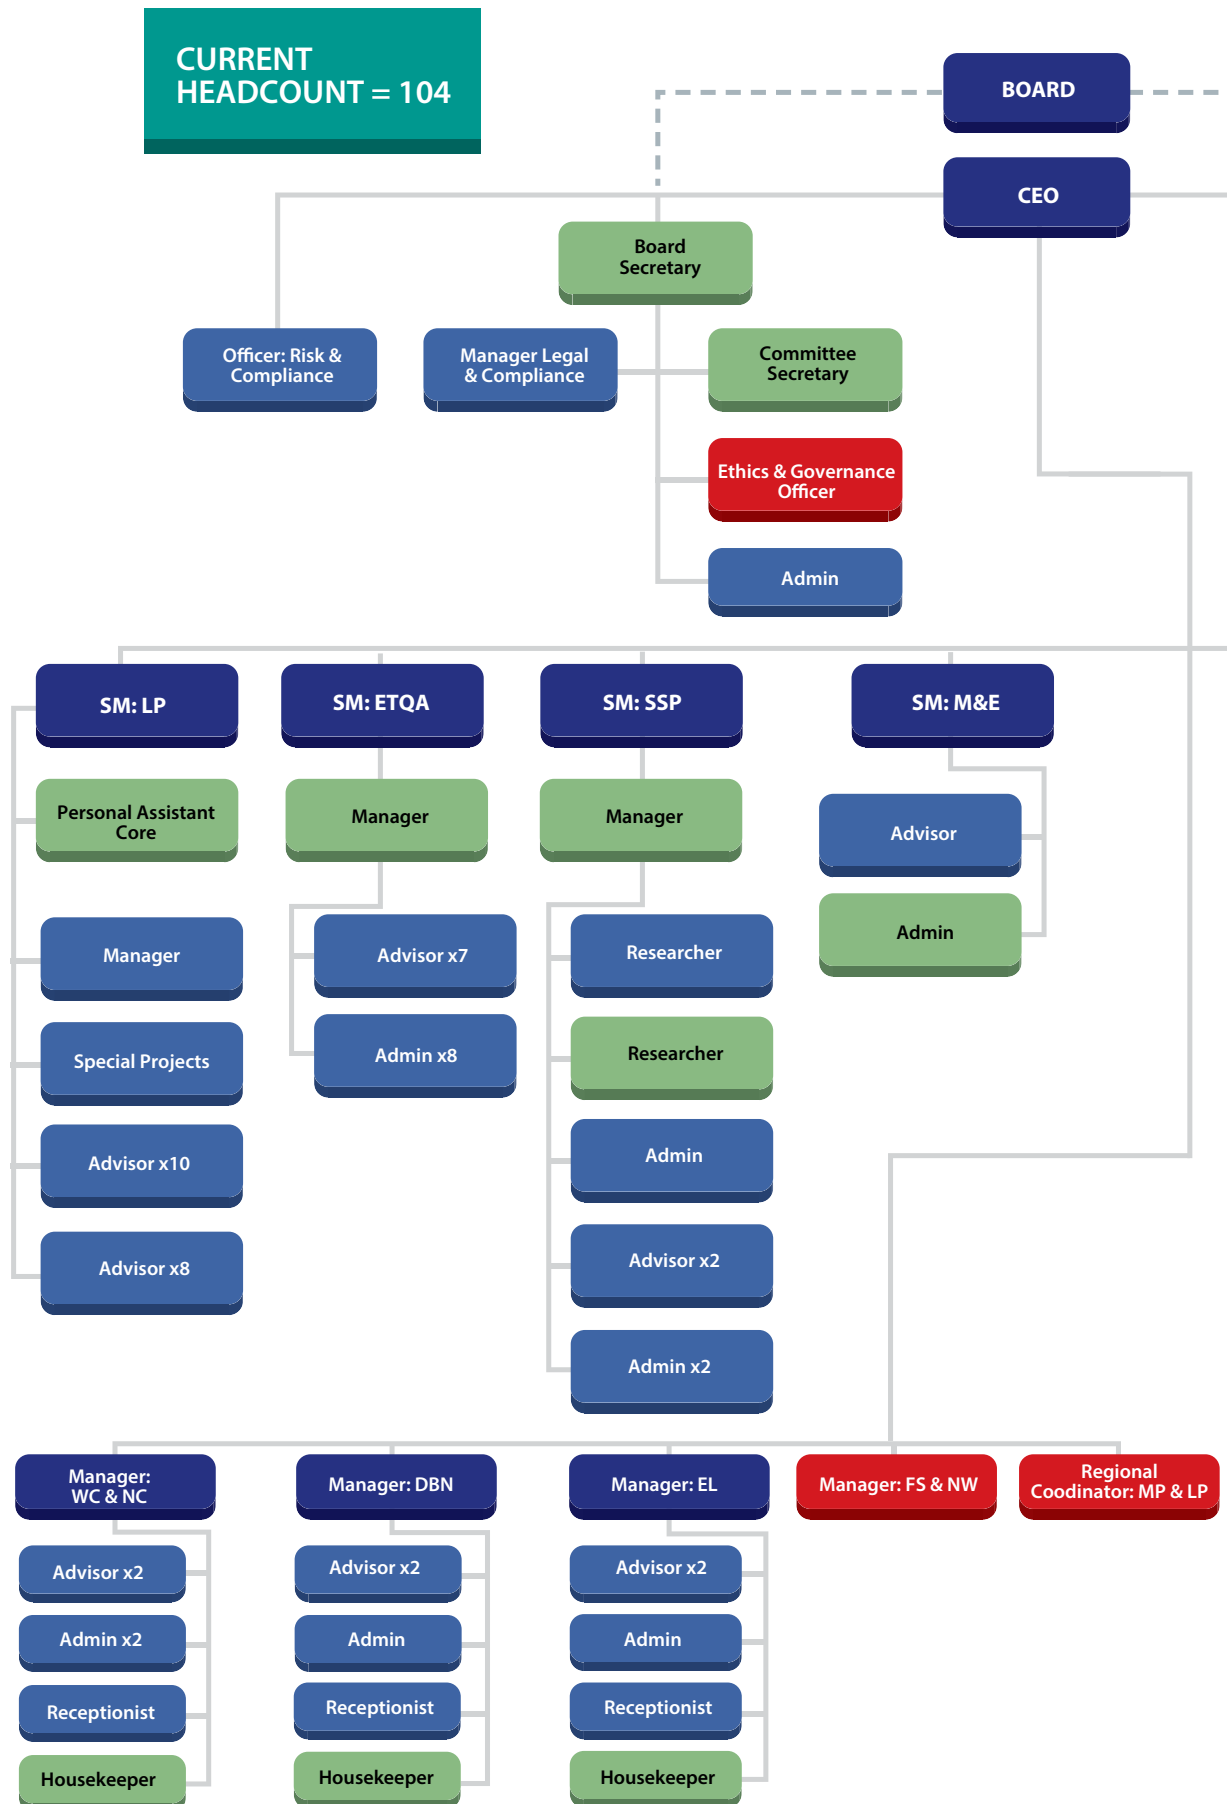 CURRENT
HEADCOUNT = 104
BOARD
CEO
Board
Secretary
Officer: Risk &
Compliance
Manager Legal
& Compliance
Committee
Secretary
Ethics & Governance
Officer
Admin
SM: LP
SM: ETQA
SM: SSP
SM: M&E
Personal Assistant
Core
Manager
Manager
Advisor
Admin
Manager
Special Projects
Advisor x10
Advisor x8
Advisor x7
Admin x8
Researcher
Researcher
Admin
Advisor x2
Admin x2
Manager:
WC & NC
Advisor x2
Admin x2
Receptionist
Housekeeper
Manager: DBN
Advisor x2
Admin
Receptionist
Housekeeper
Manager: EL
Advisor x2
Admin
Receptionist
Housekeeper
Manager: FS & NW
Regional
Coodinator: MP & LP